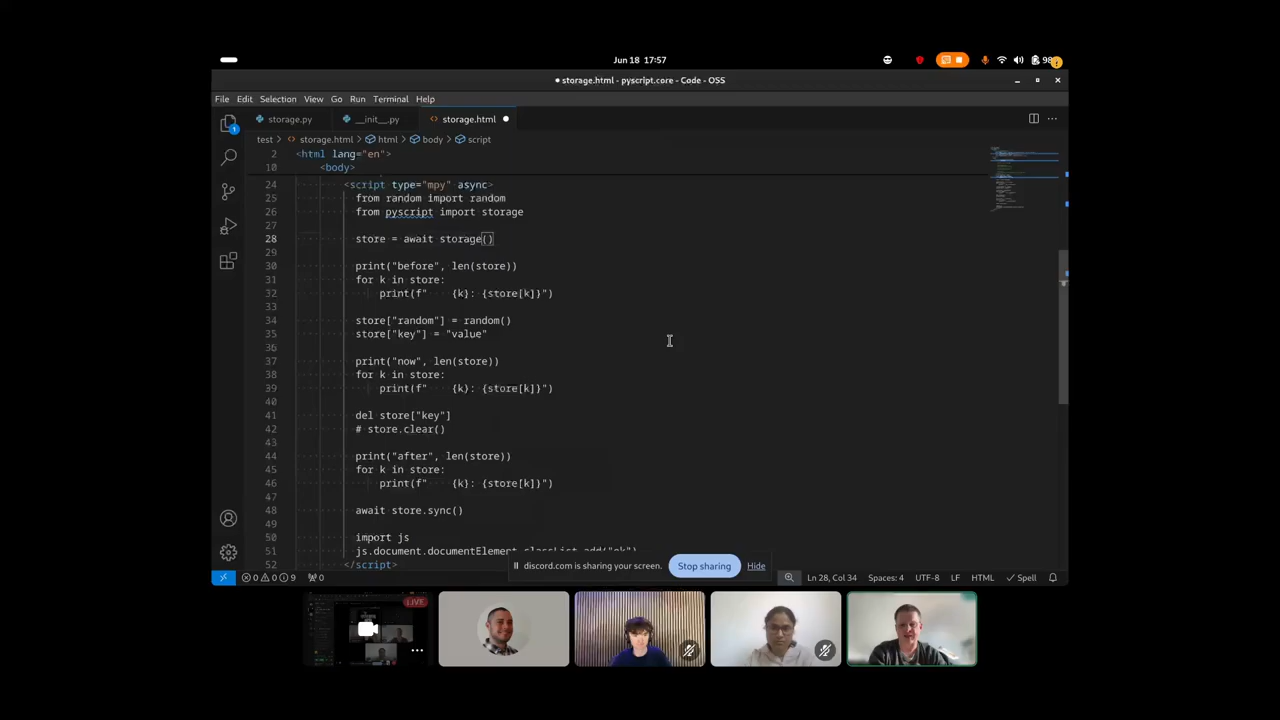 Jun 18 17:57
98
● storage.html - pyscript.core - Code - OSS
File Edit Selection View Go Run Terminal Help
1
storage.py __init__.py <> storage.html
test > <> storage.html > html > body > script
2 <html lang="en">
10 <body>
24 <script type="mpy" async>
25 from random import random
26 from pyscript import storage
27
28 store = await storage()
29
30 print("before", len(store))
31 for k in store:
32 print(f" {k}: {store[k]}")
33
34 store["random"] = random()
35 store["key"] = "value"
36
37 print("now", len(store))
38 for k in store:
39 print(f" {k}: {store[k]}")
40
41 del store["key"]
42 # store.clear()
43
44 print("after", len(store))
45 for k in store:
46 print(f" {k}: {store[k]}")
47
48 await store.sync()
49
50 import js
51 js.document.documentElement.classList.add("ok")
52 </script>
discord.com is sharing your screen. Stop sharing Hide
0 0 9 0 Ln 28, Col 34 Spaces: 4 UTF-8 LF HTML ✓ Spell
LIVE